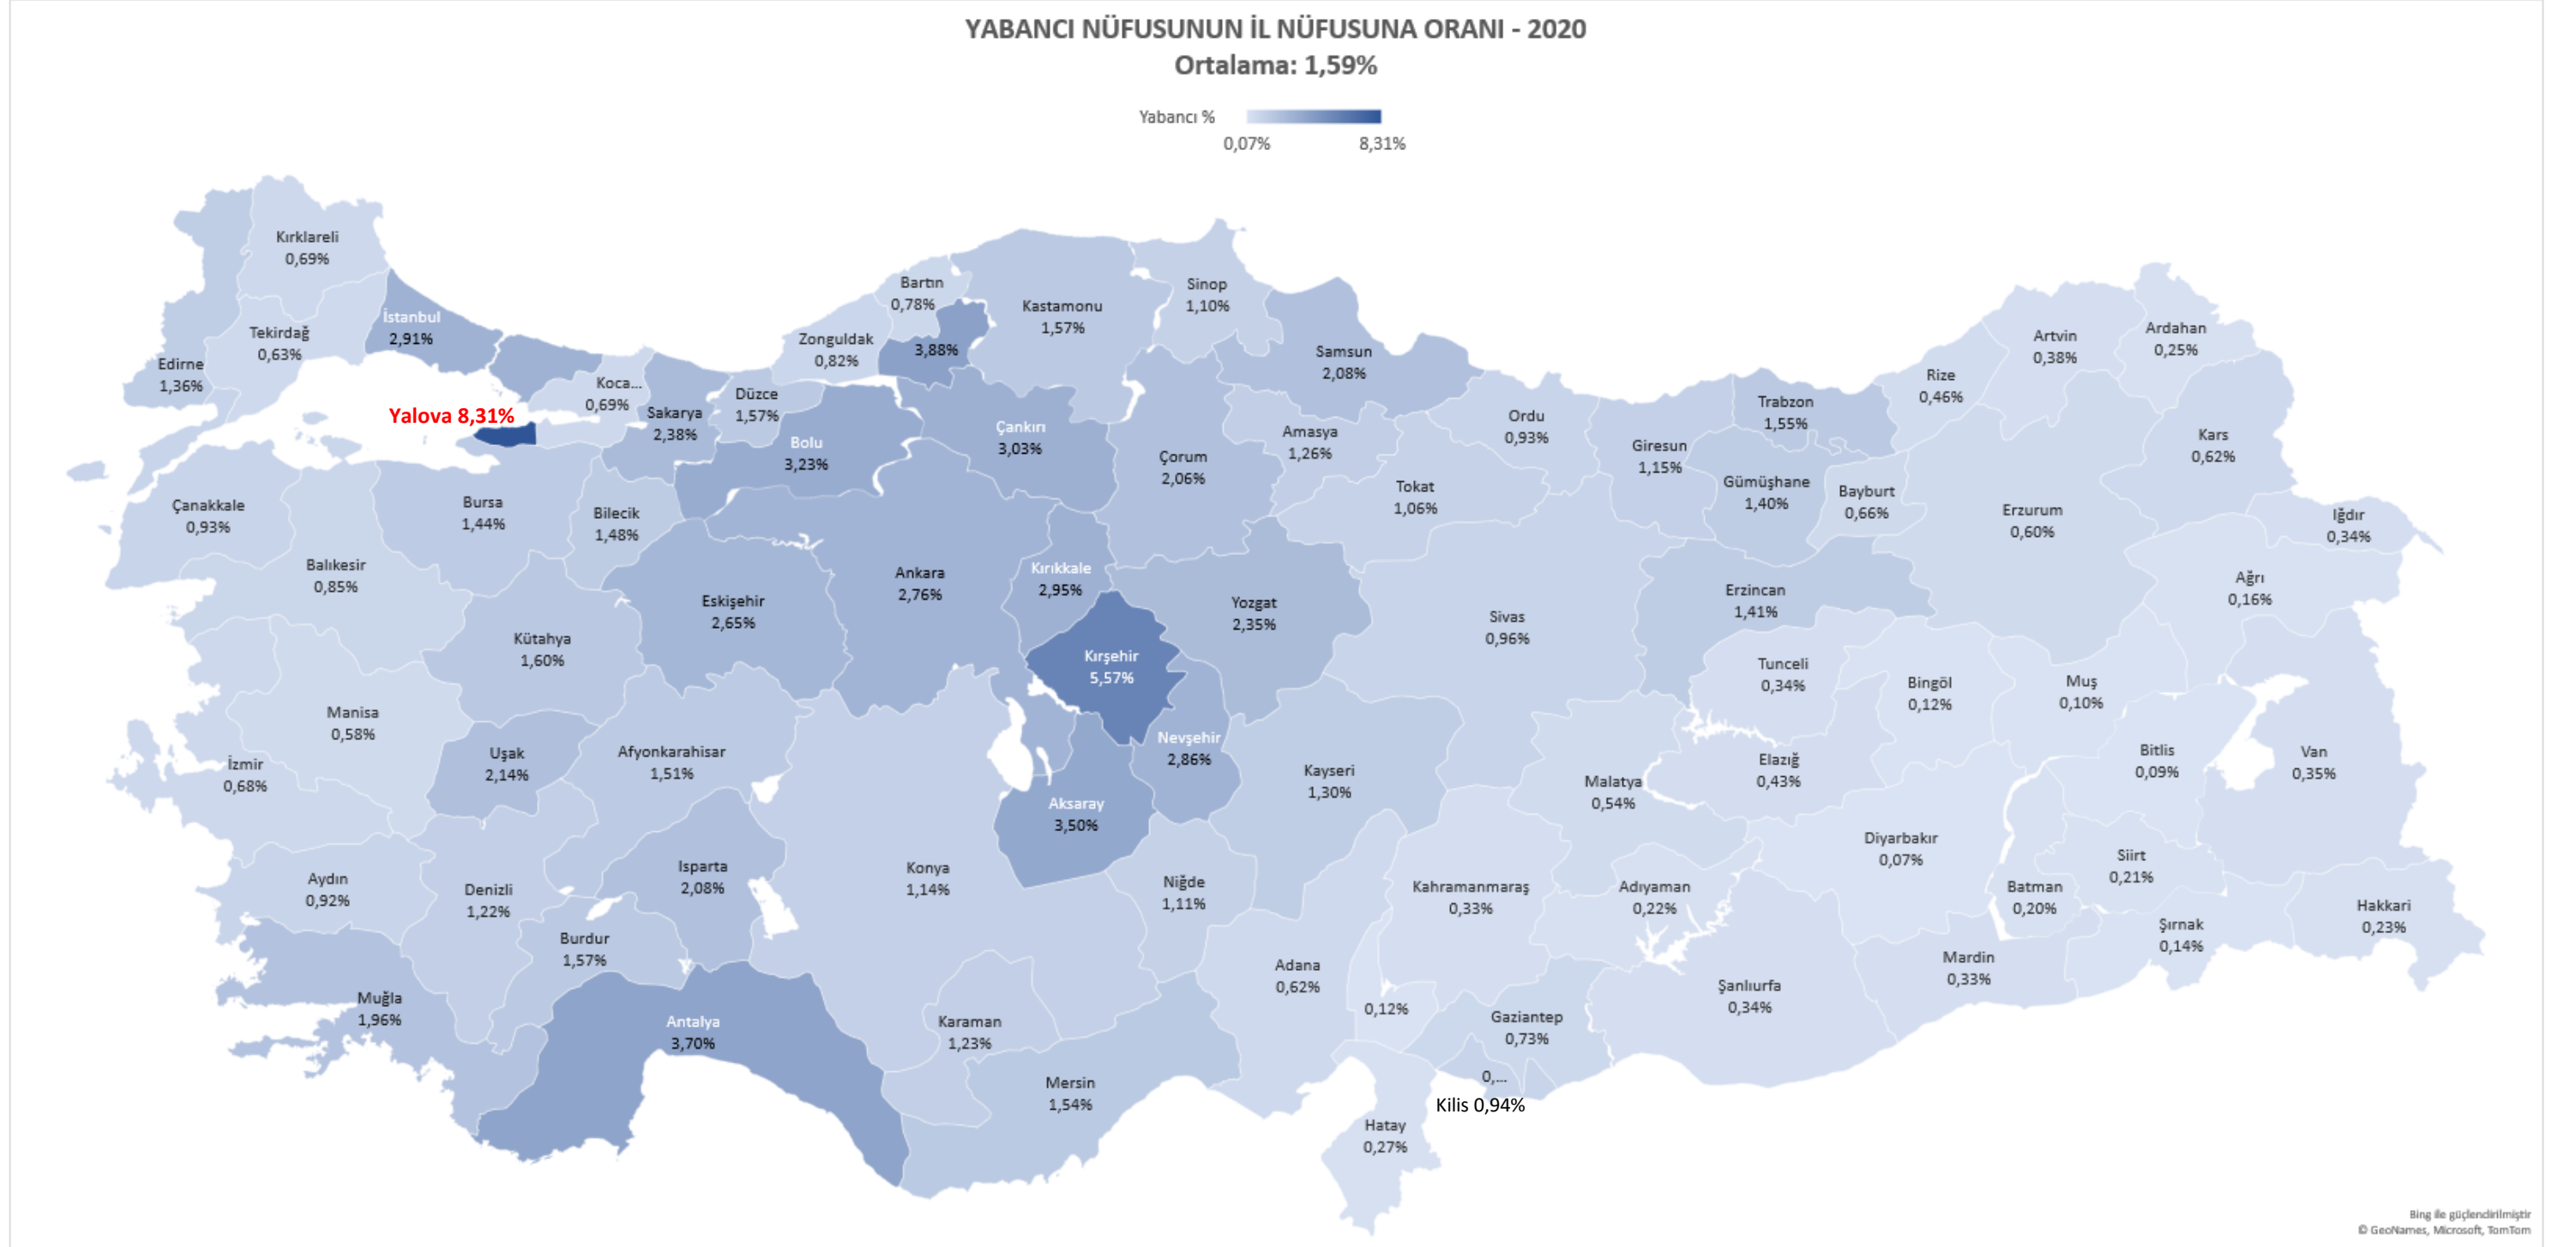 YABANCI NÜFUSUNUN İL NÜFUSUNA ORANI - 2020
Ortalama: 1,59%
Yabancı %
0,07%
8,31%
Kırklareli
0,69%
Tekirdağ
0,63%
Edirne
1,36%
İstanbul
2,91%
Yalova 8,31%
Koca...
0,69%
Sakarya
2,38%
Düzce
1,57%
Zonguldak
0,82%
Bartın
0,78%
3,88%
Kastamonu
1,57%
Sinop
1,10%
Samsun
2,08%
Bolu
3,23%
Çankırı
3,03%
Çorum
2,06%
Amasya
1,26%
Tokat
1,06%
Ordu
0,93%
Giresun
1,15%
Trabzon
1,55%
Gümüşhane
1,40%
Bayburt
0,66%
Rize
0,46%
Artvin
0,38%
Ardahan
0,25%
Kars
0,62%
Erzurum
0,60%
Iğdır
0,34%
Ağrı
0,16%
Çanakkale
0,93%
Balıkesir
0,85%
Bursa
1,44%
Bilecik
1,48%
Eskişehir
2,65%
Ankara
2,76%
Kırıkkale
2,95%
Yozgat
2,35%
Sivas
0,96%
Erzincan
1,41%
Tunceli
0,34%
Bingöl
0,12%
Muş
0,10%
Bitlis
0,09%
Van
0,35%
Kütahya
1,60%
Kırşehir
5,57%
Nevşehir
2,86%
Kayseri
1,30%
Malatya
0,54%
Elazığ
0,43%
Manisa
0,58%
İzmir
0,68%
Uşak
2,14%
Afyonkarahisar
1,51%
Aksaray
3,50%
Konya
1,14%
Niğde
1,11%
Kahramanmaraş
0,33%
Adıyaman
0,22%
Diyarbakır
0,07%
Batman
0,20%
Siirt
0,21%
Şırnak
0,14%
Hakkari
0,23%
Aydın
0,92%
Denizli
1,22%
Isparta
2,08%
Burdur
1,57%
Muğla
1,96%
Antalya
3,70%
Karaman
1,23%
Mersin
1,54%
Adana
0,62%
0,12%
Gaziantep
0,73%
Şanlıurfa
0,34%
Mardin
0,33%
0,...
Kilis 0,94%
Hatay
0,27%
Bing ile güçlendirilmiştir
© GeoNames, Microsoft, TomTom